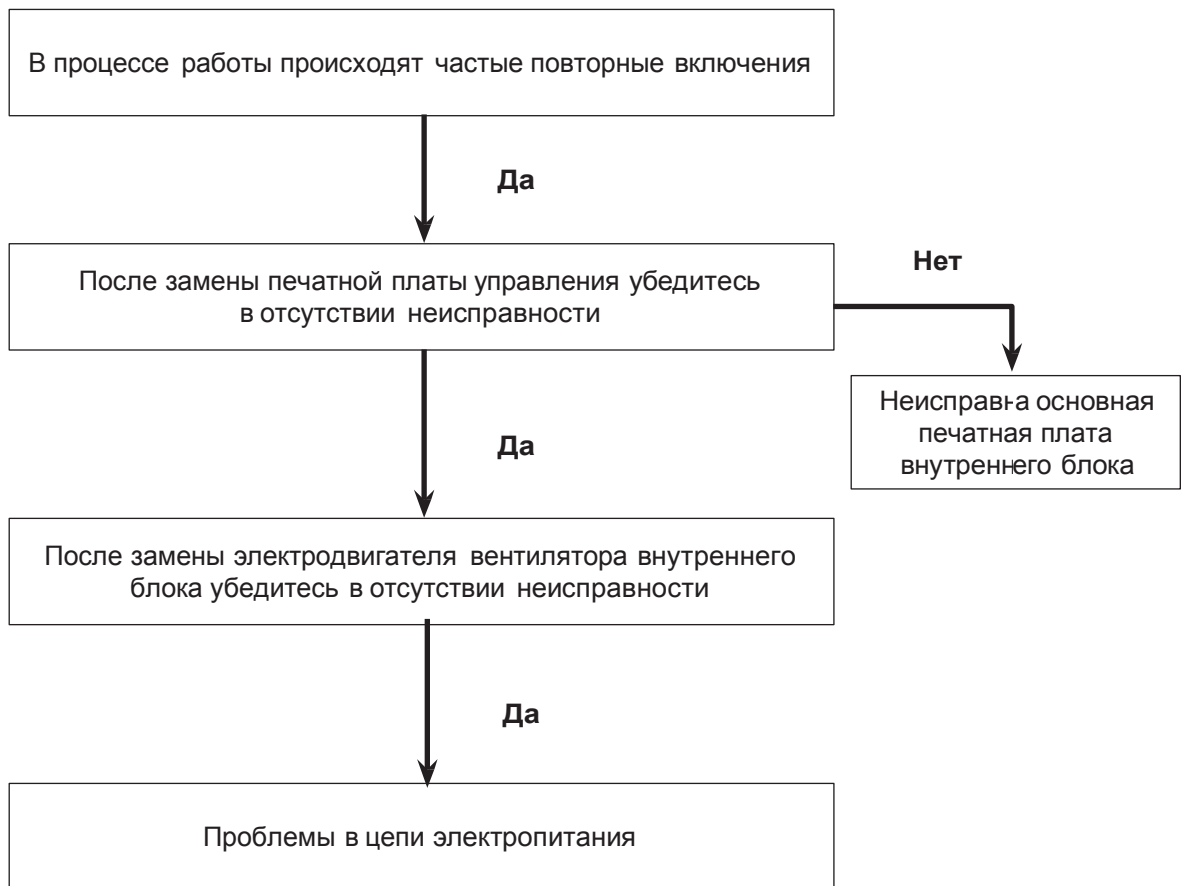 В процессе работы происходят частые повторные включения
Да
После замены печатной платы управления убедитесь
в отсутствии неисправности
Нет
Неисправна основная
печатная плата
внутреннего блока
Да
После замены электродвигателя вентилятора внутреннего
блока убедитесь в отсутствии неисправности
Да
Проблемы в цепи электропитания